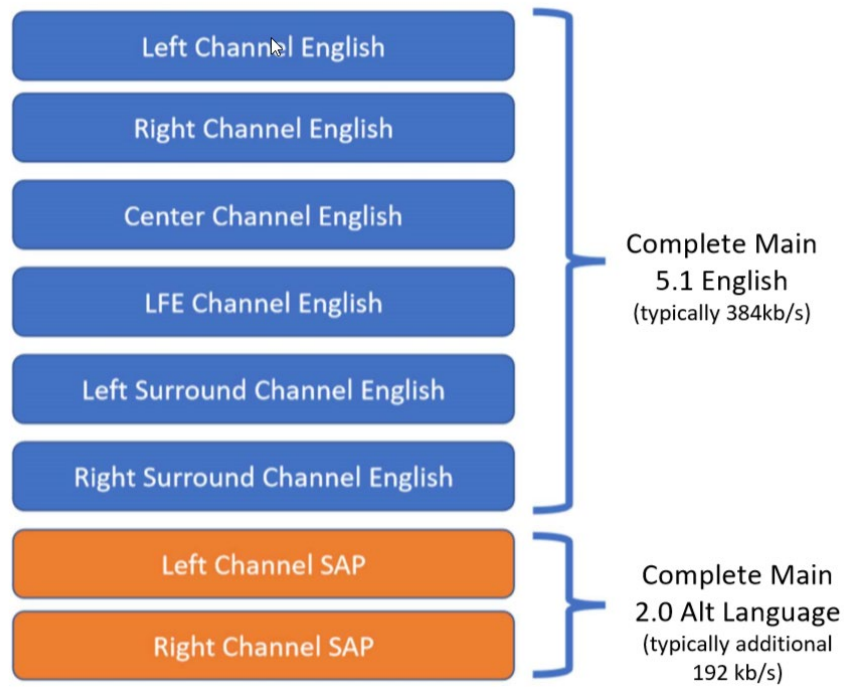 Left Channel English
Right Channel English
Center Channel English
LFE Channel English
Left Surround Channel English
Right Surround Channel English
Complete Main
5.1 English
(typically 384kb/s)
Left Channel SAP
Right Channel SAP
Complete Main
2.0 Alt Language
(typically additional
192 kb/s)